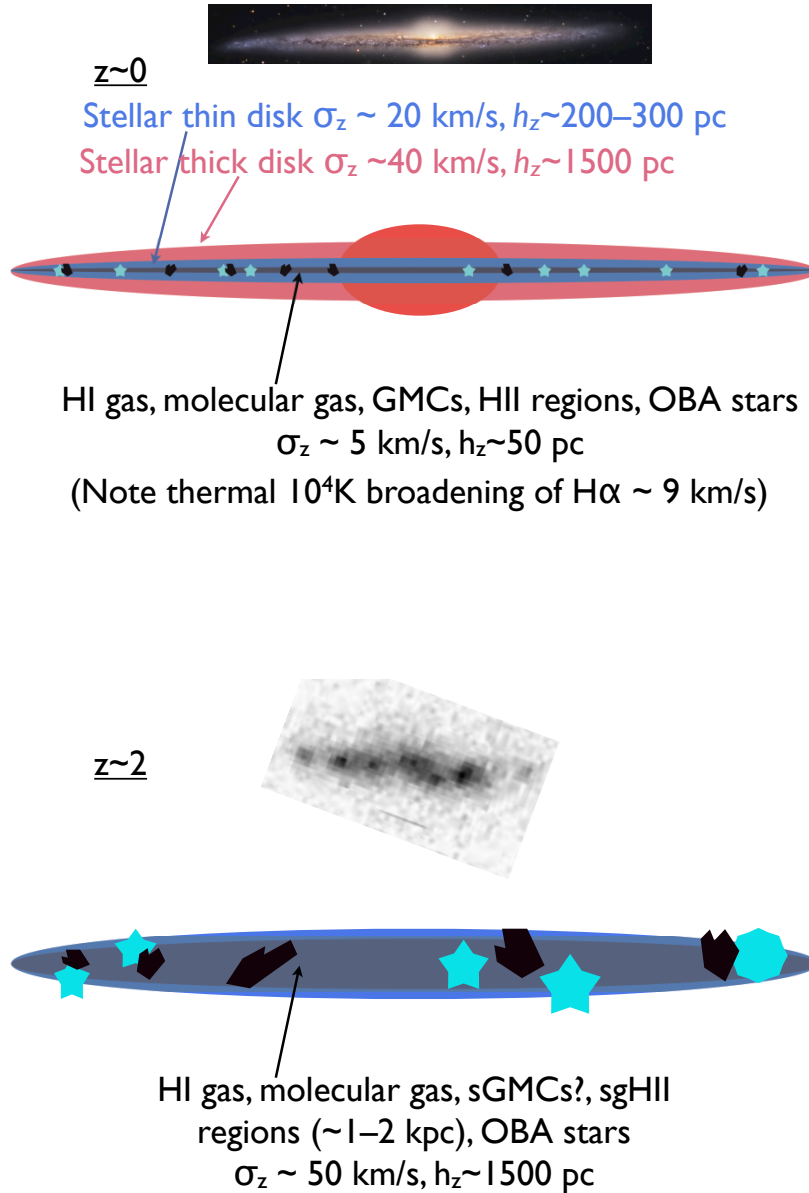 z~0
Stellar thin disk σz ~ 20 km/s, hz~200–300 pc
Stellar thick disk σz ~40 km/s, hz~1500 pc
HI gas, molecular gas, GMCs, HII regions, OBA stars
σz ~ 5 km/s, hz~50 pc
(Note thermal 10⁴K broadening of Hα ~ 9 km/s)
z~2
HI gas, molecular gas, sGMCs?, sgHII
regions (~1–2 kpc), OBA stars
σz ~ 50 km/s, hz~1500 pc